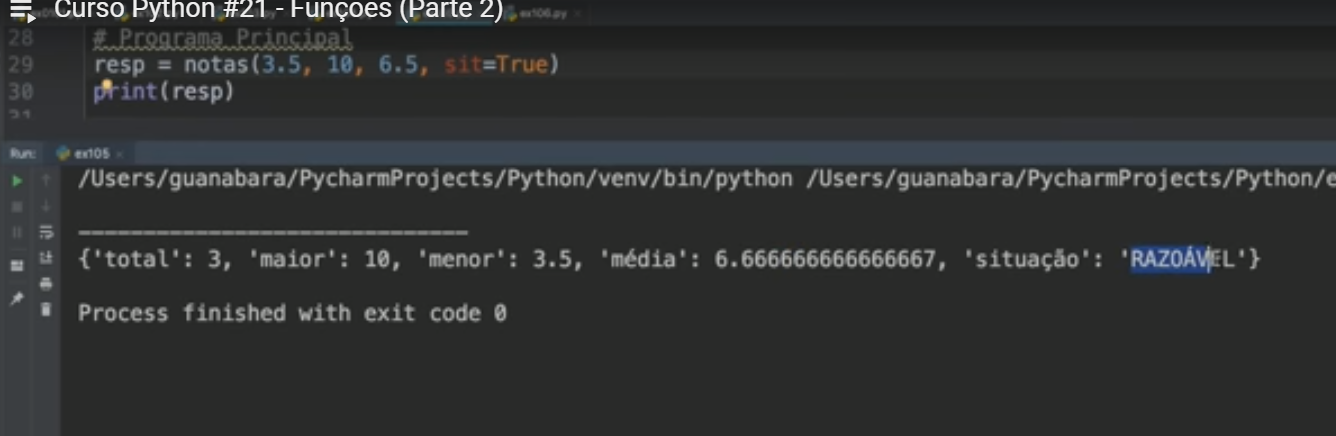 Curso Python #21 - Funções (Parte 2)
ex106.py
28 # Programa Principal
29 resp = notas(3.5, 10, 6.5, sit=True)
30 print(resp)
31
Run: ex105
/Users/guanabara/PycharmProjects/Python/venv/bin/python /Users/guanabara/PycharmProjects/Python/e
______________________________
{'total': 3, 'maior': 10, 'menor': 3.5, 'média': 6.666666666666667, 'situação': 'RAZOÁVEL'}
Process finished with exit code 0